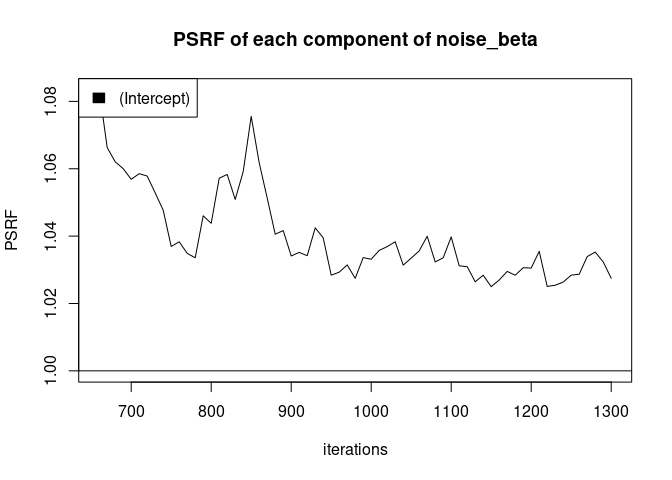 PSRF of each component of noise_beta
(Intercept)
PSRF
1.08
1.06
1.04
1.02
1.00
700 800 900 1000 1100 1200 1300
iterations